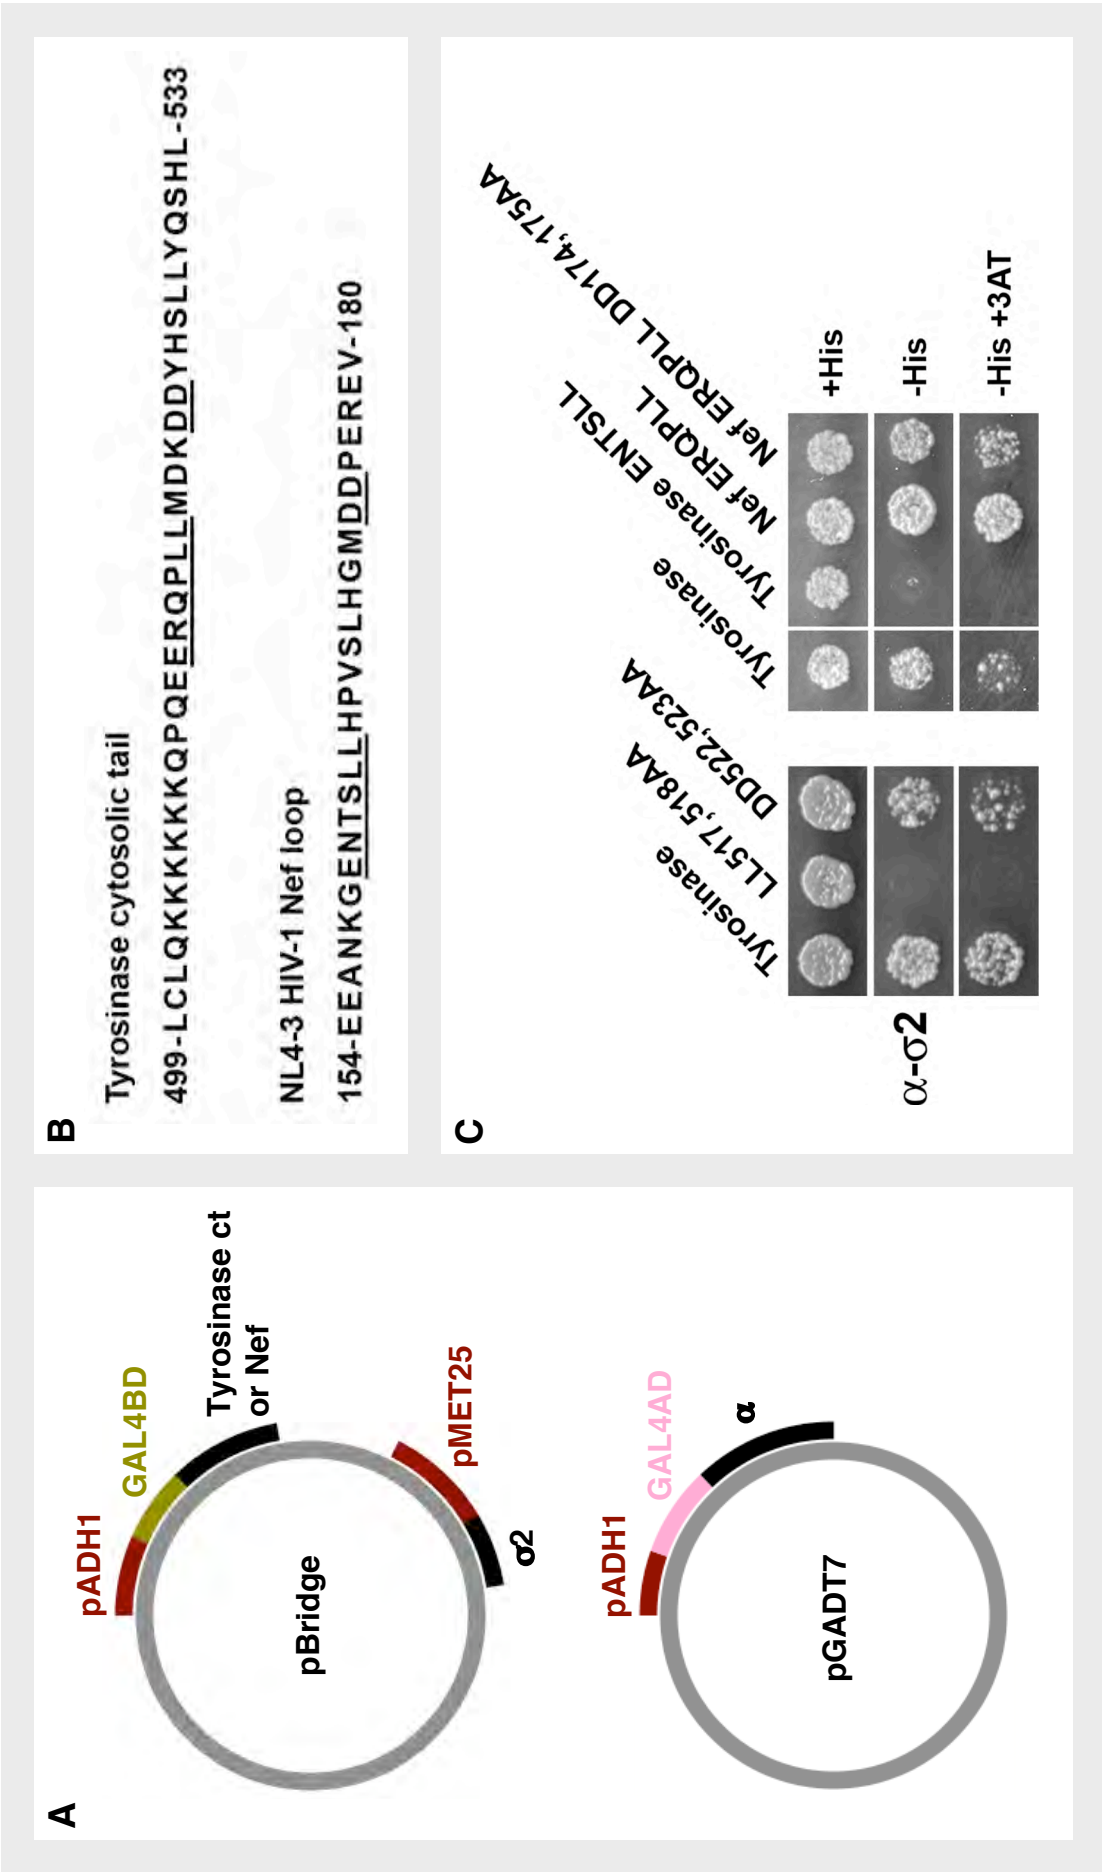 A
pADH1
GAL4BD
Tyrosinase ct
or Nef
pBridge
pMET25
σ2
pADH1
GAL4AD
α
pGADT7
B
Tyrosinase cytosolic tail
499-LCLQKKKKKQPQEERQPLLMDKDDYHSLLYQSHL-533
NL4-3 HIV-1 Nef loop
154-EEANKGENTSLLHPVSLHGMDDPEREV-180
C
Tyrosinase
LL517,518AA
DD522,523AA
Tyrosinase
Tyrosinase ENTSLL
Nef ERQPLL
Nef ERQPLL DD174,175AA
α-σ2
+His
-His
-His +3AT